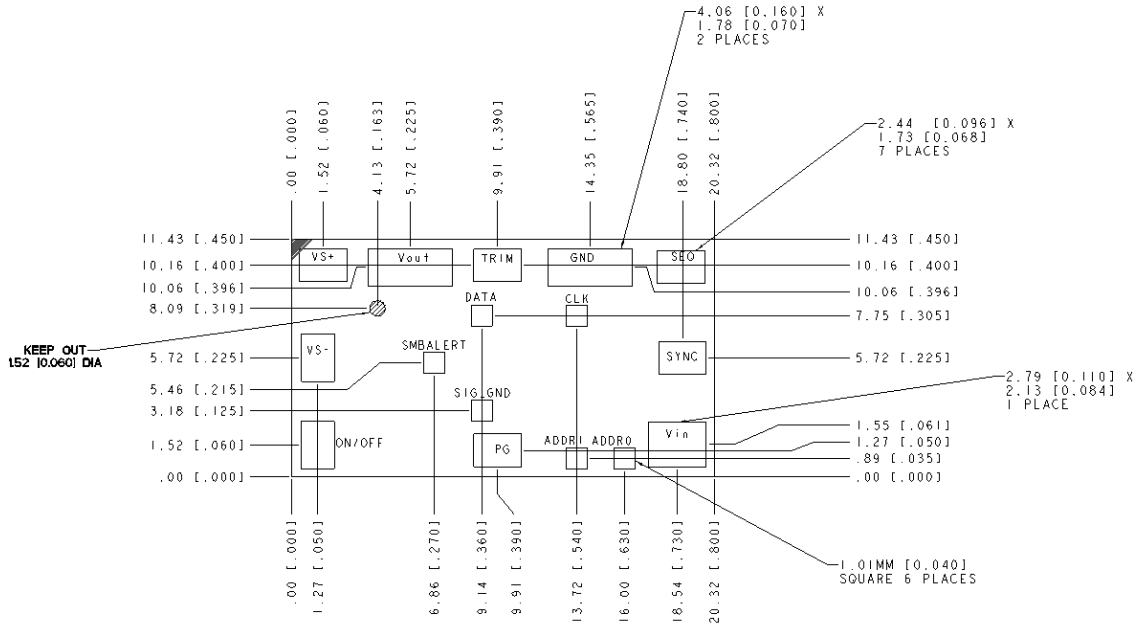 4.06 [0.160] X
1.78 [0.070]
2 PLACES
2.44 [0.096] X
1.73 [0.068]
7 PLACES
.00 [.000]
1.52 [.060]
4.13 [.163]
5.72 [.225]
9.91 [.390]
14.35 [.565]
18.80 [.740]
20.32 [.800]
11.43 [.450]
10.16 [.400]
10.06 [.396]
8.09 [.319]
KEEP OUT
1.52 [0.060] DIA
5.72 [.225]
5.46 [.215]
3.18 [.125]
1.52 [.060]
.00 [.000]
VS+
Vout
TRIM
GND
SEQ
DATA
CLK
VS-
SMBALERT
SYNC
SIG_GND
ON/OFF
PG
ADDR1
ADDR0
Vin
11.43 [.450]
10.16 [.400]
10.06 [.396]
7.75 [.305]
5.72 [.225]
2.79 [0.110] X
2.13 [0.084]
1 PLACE
1.55 [.061]
1.27 [.050]
.89 [.035]
.00 [.000]
.00 [.000]
1.27 [.050]
6.86 [.270]
9.14 [.360]
9.91 [.390]
13.72 [.540]
16.00 [.630]
18.54 [.730]
20.32 [.800]
1.01MM [0.040]
SQUARE 6 PLACES